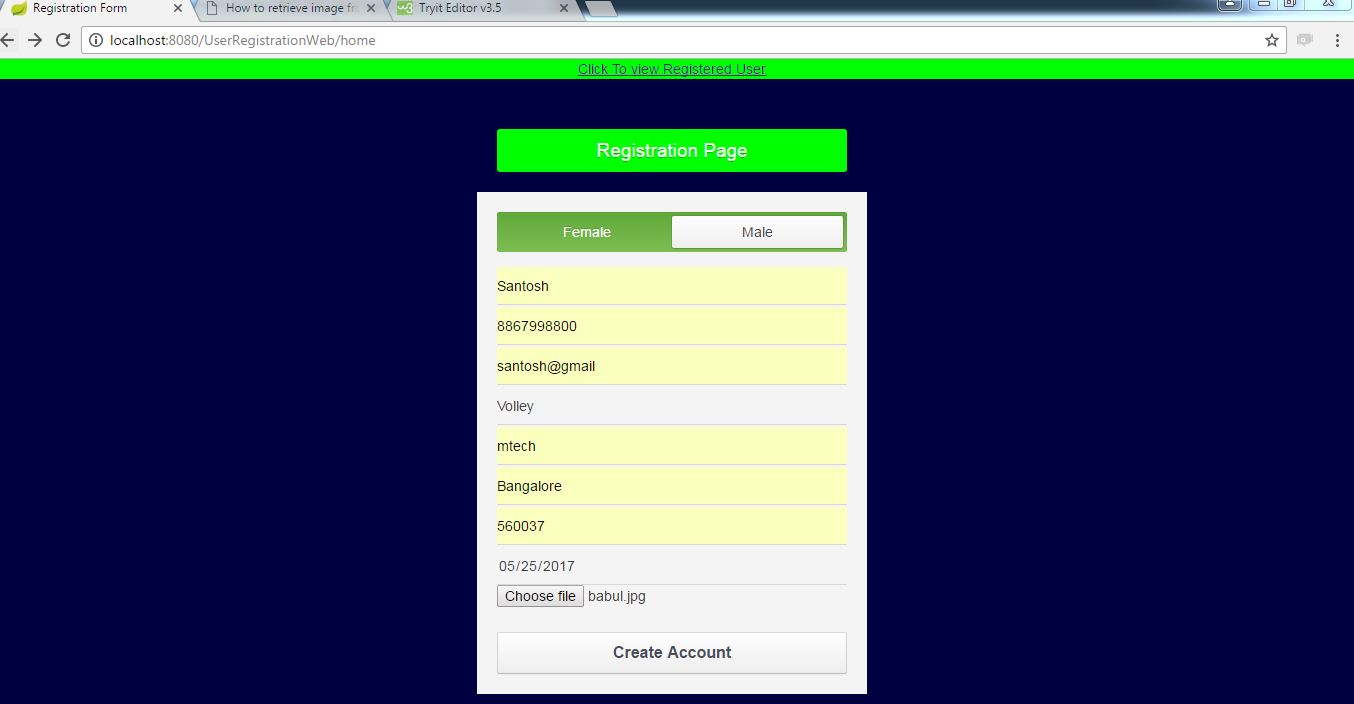 Registration Form
How to retrieve image fr
Tryit Editor v3.5
localhost:8080/UserRegistrationWeb/home
Click To view Registered User
Registration Page
Female Male
Santosh
8867998800
santosh@gmail
Volley
mtech
Bangalore
560037
05/25/2017
Choose file babul.jpg
Create Account